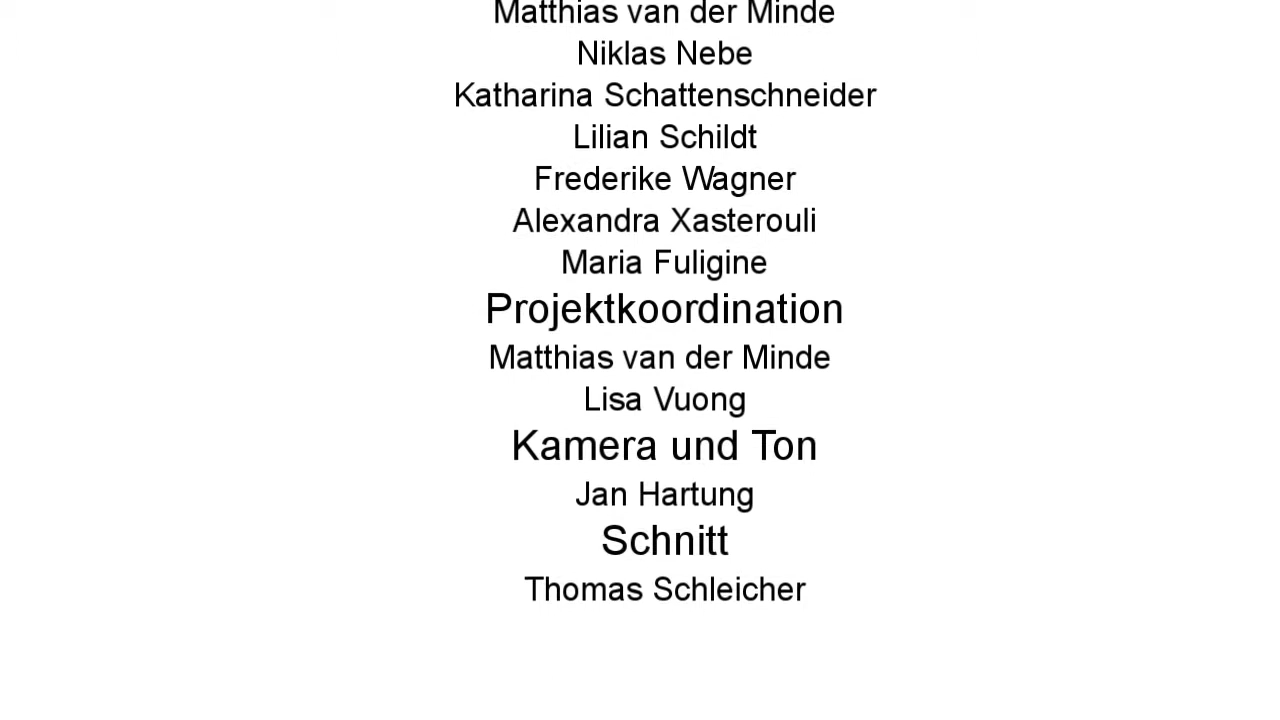 Matthias van der Minde
Niklas Nebe
Katharina Schattenschneider
Lilian Schildt
Frederike Wagner
Alexandra Xasterouli
Maria Fuligine
Projektkoordination
Matthias van der Minde
Lisa Vuong
Kamera und Ton
Jan Hartung
Schnitt
Thomas Schleicher